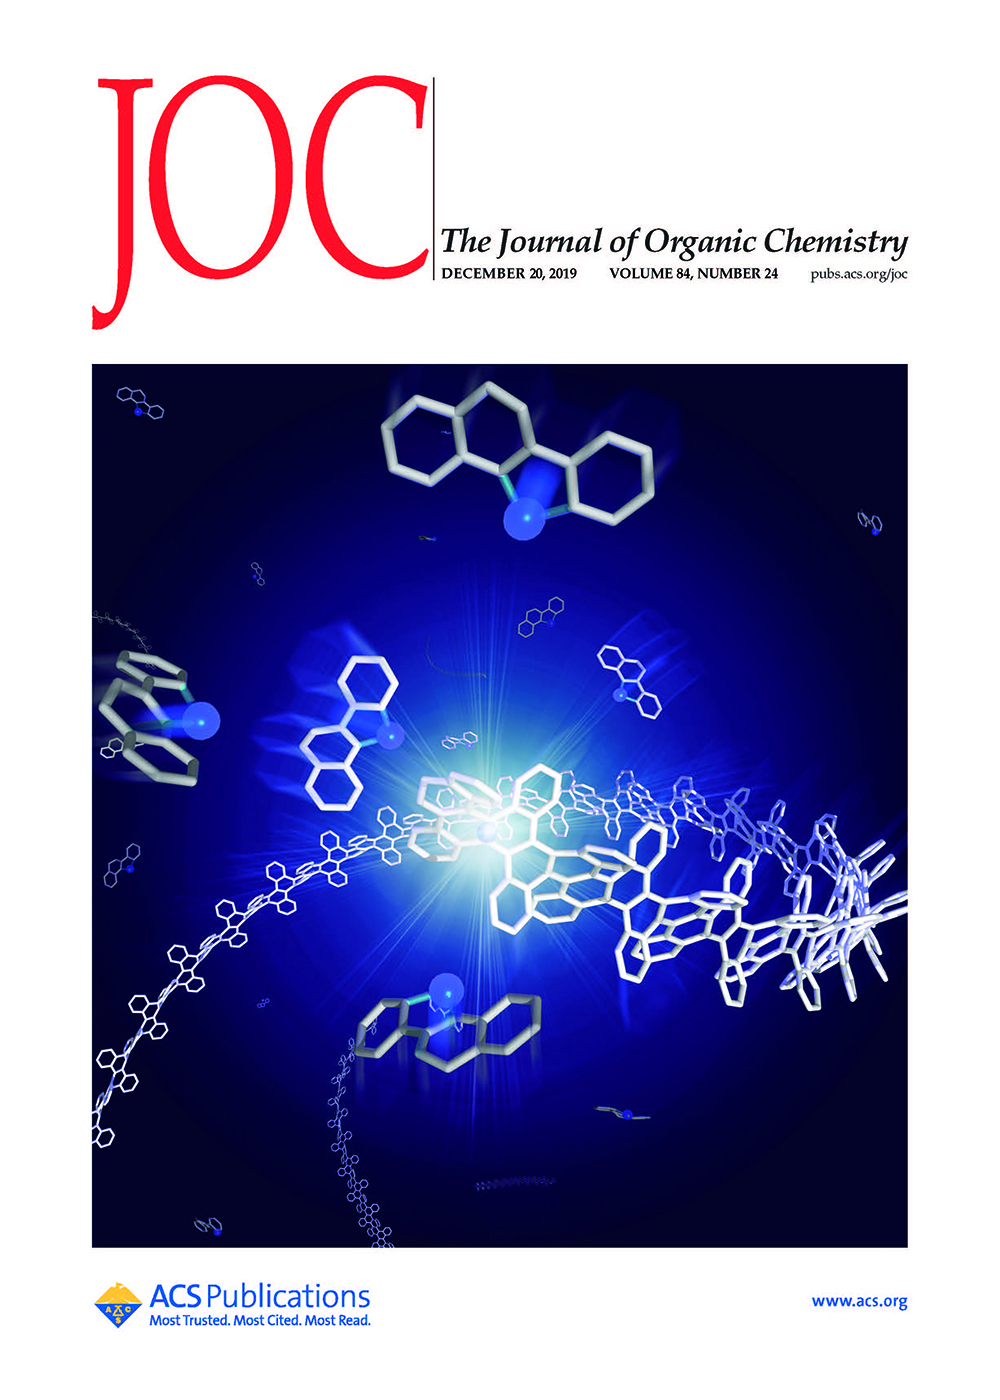 JOC
The Journal of Organic Chemistry
DECEMBER 20, 2019 VOLUME 84, NUMBER 24 pubs.acs.org/joc
A C S
ACS Publications
Most Trusted. Most Cited. Most Read.
www.acs.org